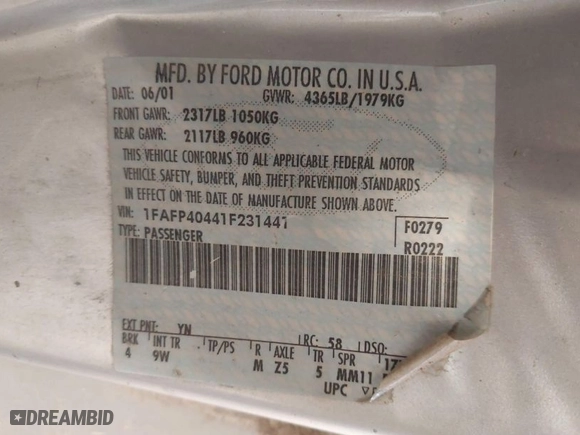 MFD. BY FORD MOTOR CO. IN U.S.A.
DATE: 06/01 GVWR: 4365LB/1979KG
FRONT GAWR: 2317LB 1050KG
REAR GAWR: 2117LB 960KG
THIS VEHICLE CONFORMS TO ALL APPLICABLE FEDERAL MOTOR
VEHICLE SAFETY, BUMPER, AND THEFT PREVENTION STANDARDS
IN EFFECT ON THE DATE OF MANUFACTURE SHOWN ABOVE.
VIN: 1FAFP40441F231447 F0279
TYPE: PASSENGER R0222
EXT PNT: YN RC: 58 DSO:
BRK INT TR TP/PS R AXLE TR SPR
4 9W M Z5 5 MM11
UPC
DREAMBID